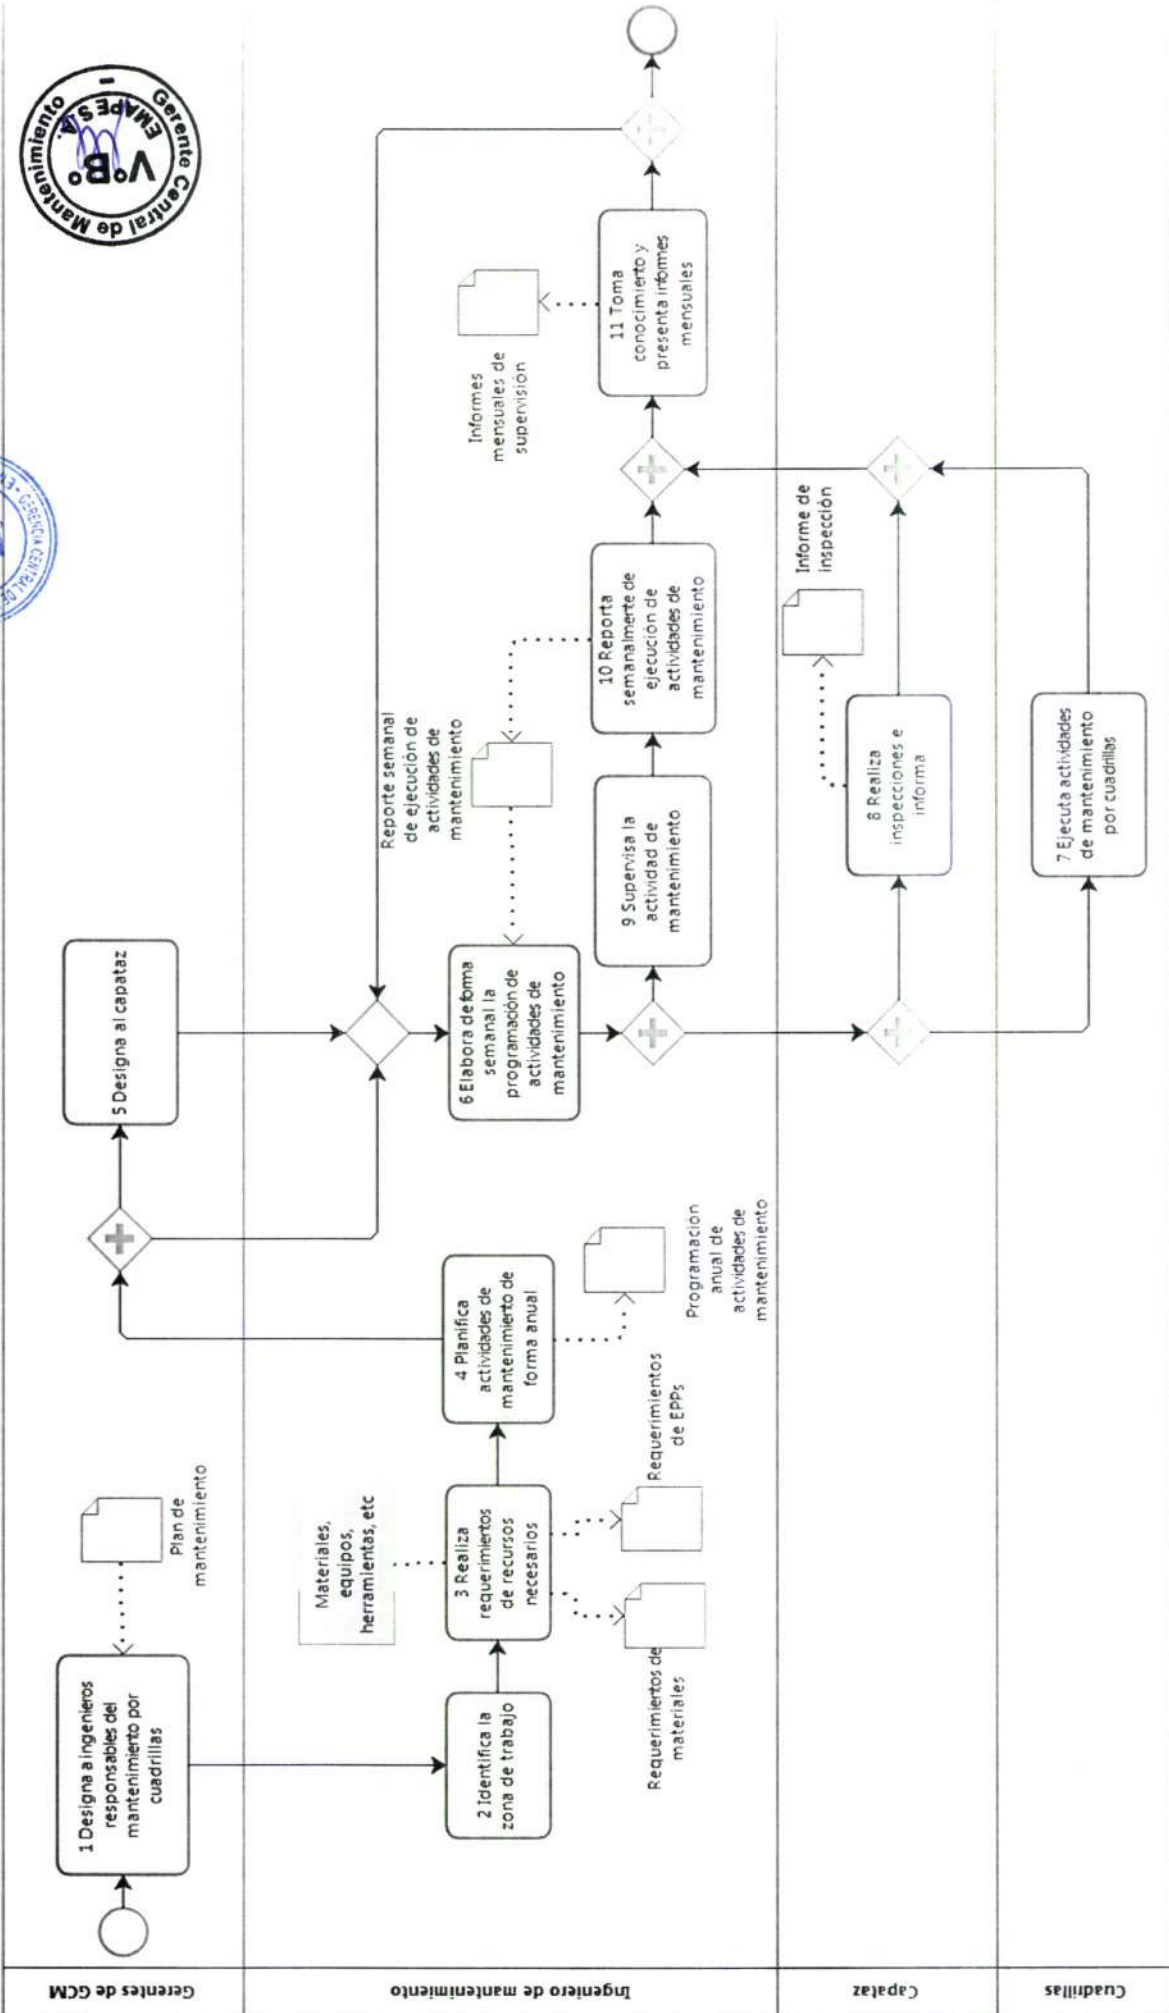 Gerentes de GCM
Ingeniero de mantenimiento
Capataz
Cuadrillas
1 Designa a ingenieros
responsables del
mantenimiento por
cuadrillas
Plan de
mantenimiento
5 Designa al capataz
Gerente Central de Mantenimiento
V°B°
EMAPE S.A.
GERENCIA CENTRAL DE
2 Identifica la
zona de trabajo
Materiales,
equipos,
herramientas, etc
3 Realiza
requerimientos
de recursos
necesarios
Requerimientos de
materiales
Requerimientos
de EPPs
4 Planifica
actividades de
mantenimiento de
forma anual
Programación
anual de
actividades de
mantenimiento
6 Elabora de forma
semanal la
programación de
actividades de
mantenimiento
Reporte semanal
de ejecución de
actividades de
mantenimiento
9 Supervisa la
actividad de
mantenimiento
10 Reporta
semanalmente de
ejecución de
actividades de
mantenimiento
Informes
mensuales de
supervisión
11 Toma
conocimiento y
presenta informes
mensuales
8 Realiza
inspecciones e
informa
Informe de
inspección
7 Ejecuta actividades
de mantenimiento
por cuadrillas